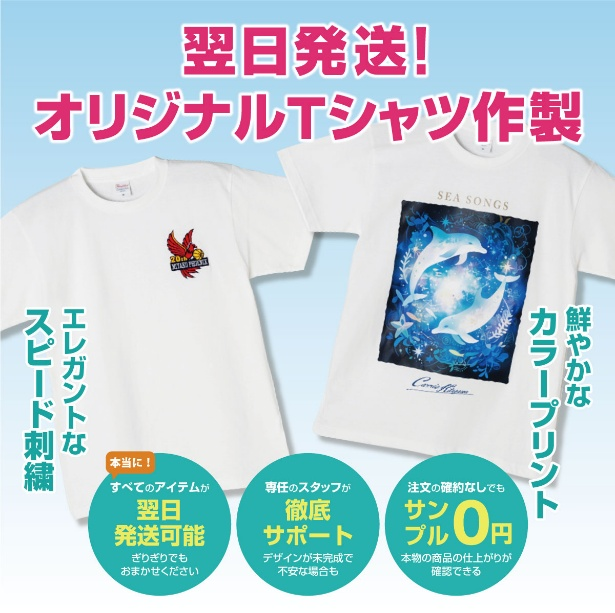 翌日発送!
オリジナルTシャツ作製
SEA SONGS
20th
MIYAKO PHOENIX
エレガントな
スピード刺繍
鮮やかな
カラープリント
本当に!
すべてのアイテムが
翌日
発送可能
ぎりぎりでも
おまかせください
専任のスタッフが
徹底
サポート
デザインが未完成で
不安な場合も
注文の確約なしでも
サンプル0円
本物の商品の仕上がりが
確認できる